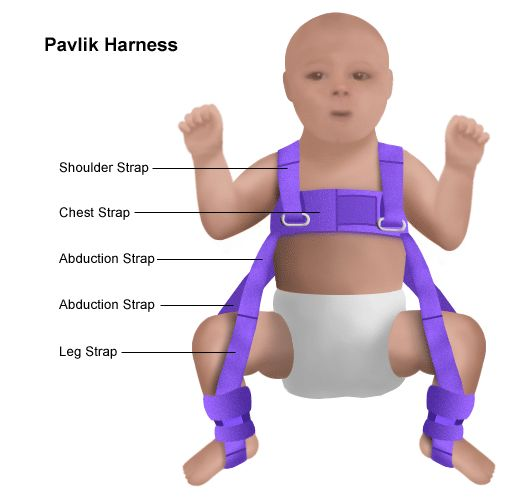 Pavlik Harness
Shoulder Strap
Chest Strap
Abduction Strap
Abduction Strap
Leg Strap